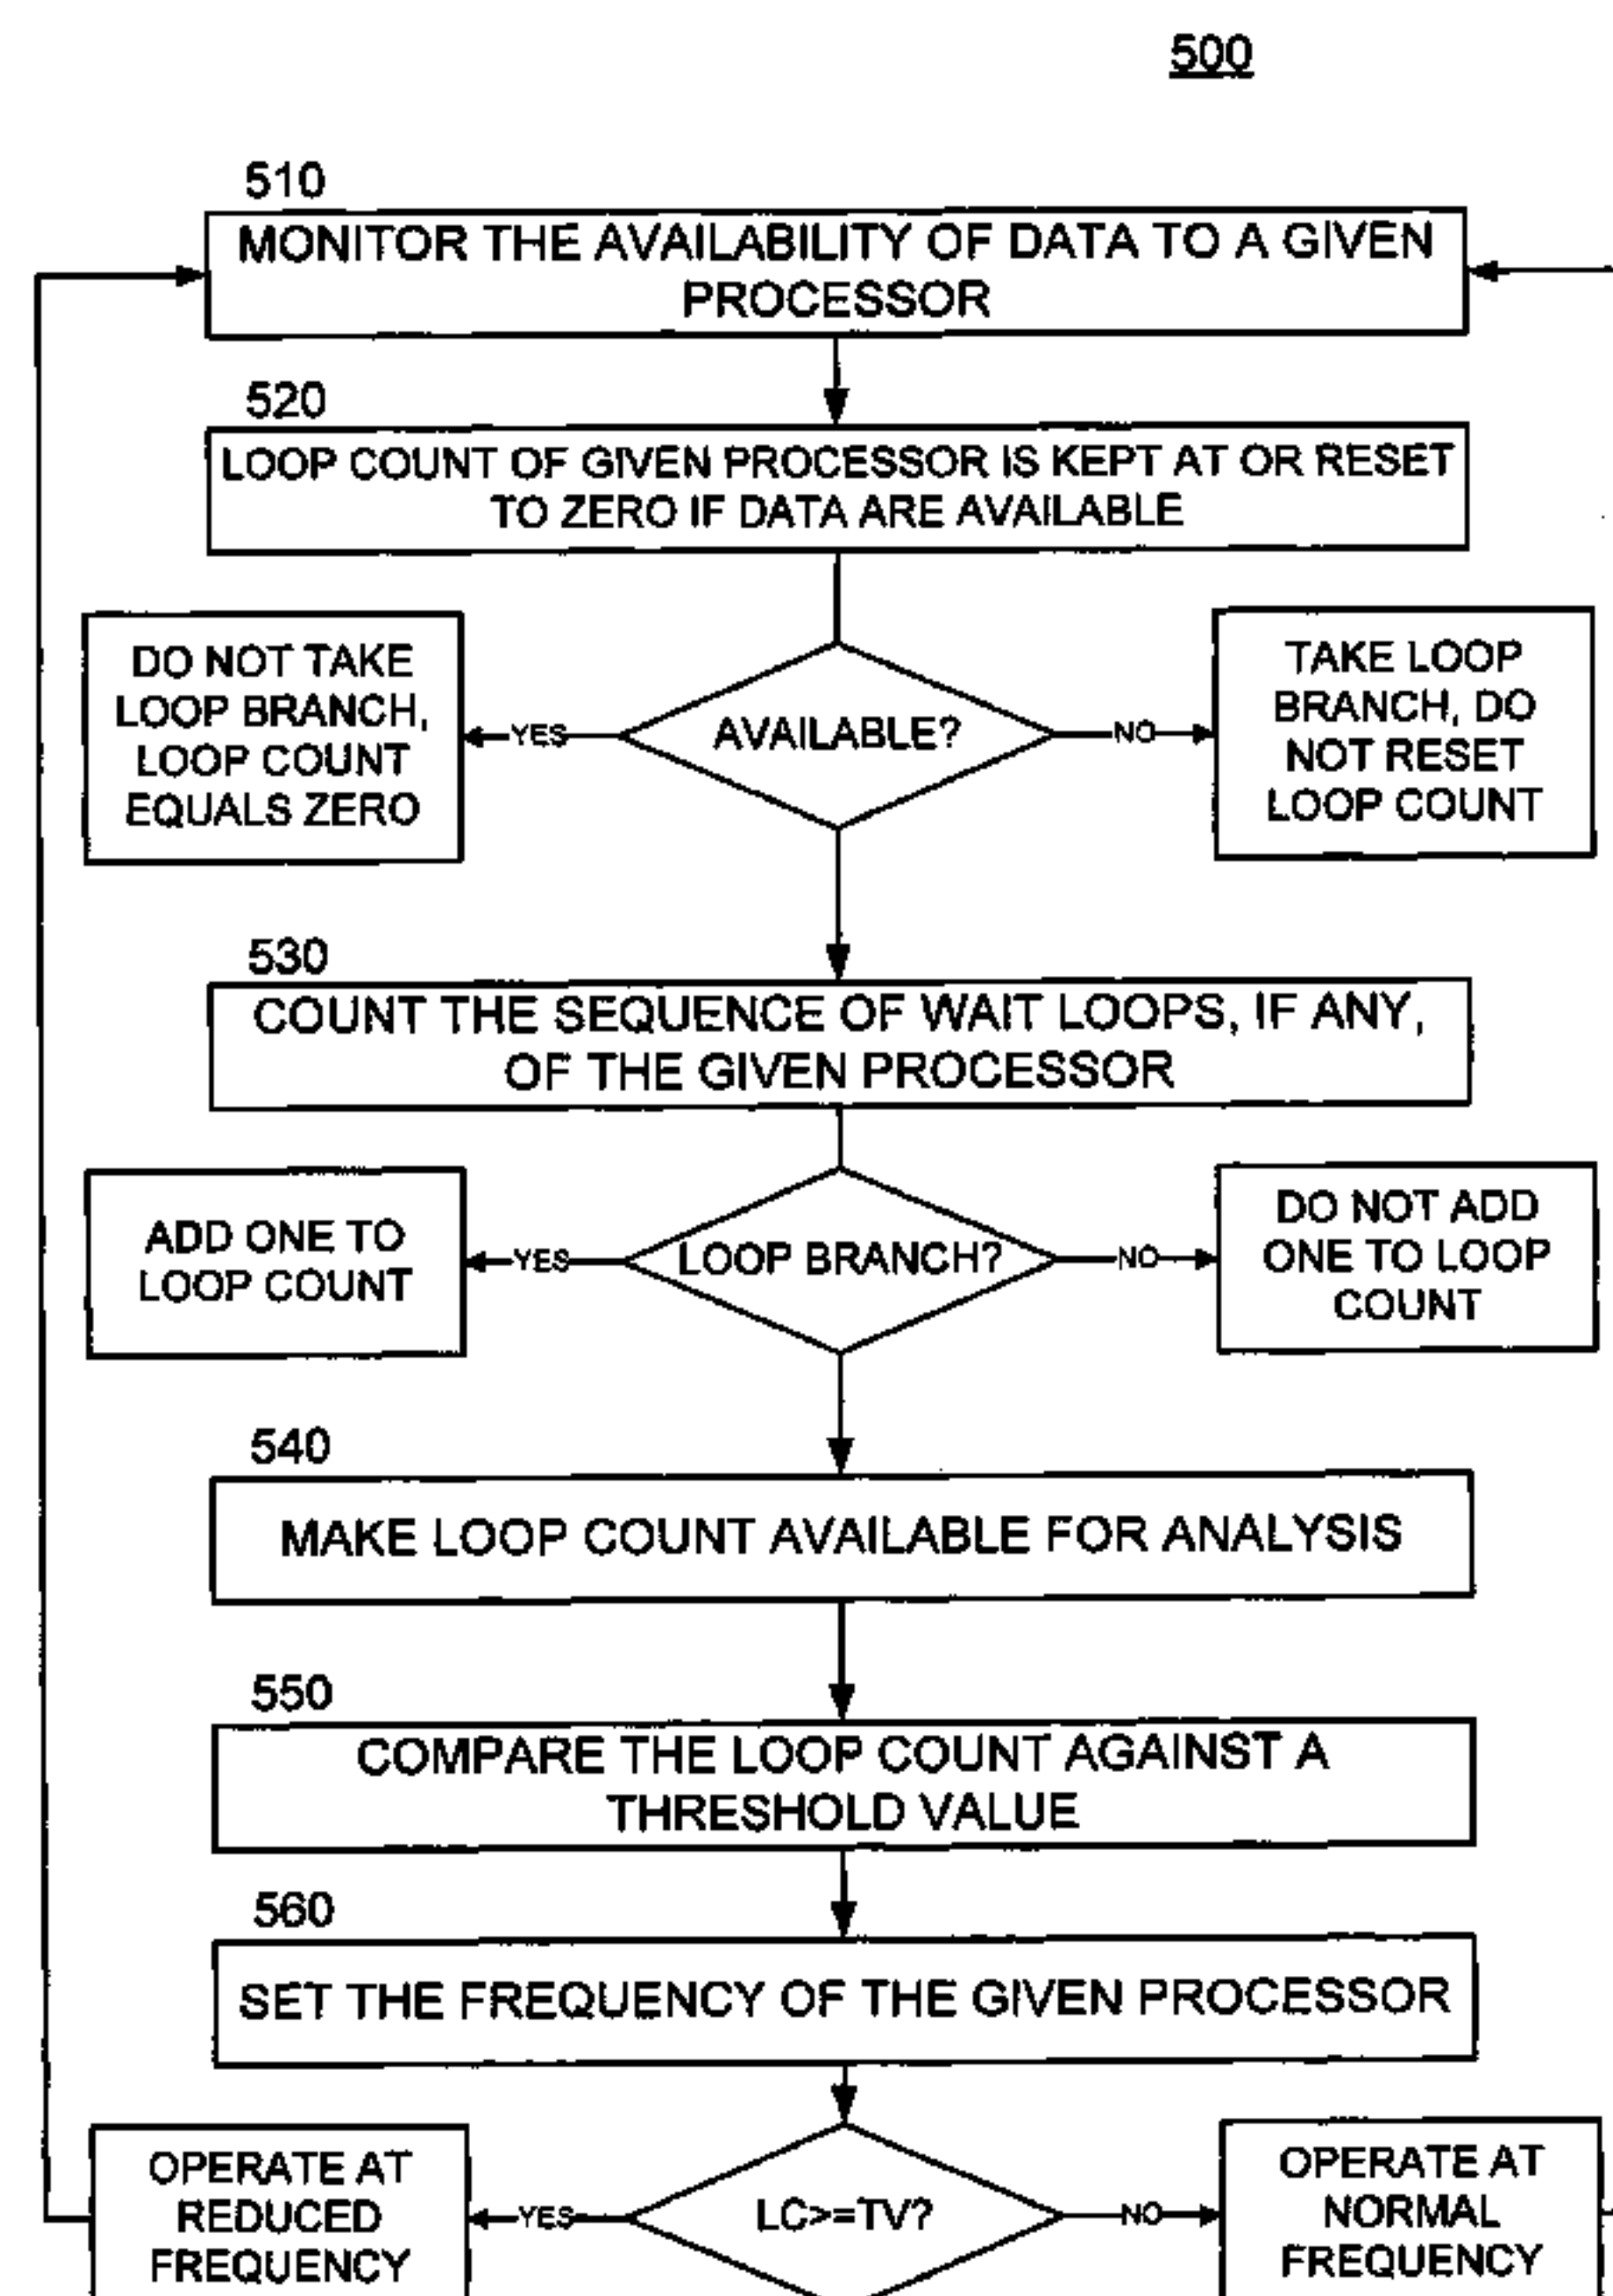 500
510
MONITOR THE AVAILABILITY OF DATA TO A GIVEN
PROCESSOR
520
LOOP COUNT OF GIVEN PROCESSOR IS KEPT AT OR RESET
TO ZERO IF DATA ARE AVAILABLE
DO NOT TAKE
LOOP BRANCH,
LOOP COUNT
EQUALS ZERO
YES
AVAILABLE?
NO
TAKE LOOP
BRANCH, DO
NOT RESET
LOOP COUNT
530
COUNT THE SEQUENCE OF WAIT LOOPS, IF ANY,
OF THE GIVEN PROCESSOR
ADD ONE TO
LOOP COUNT
YES
LOOP BRANCH?
NO
DO NOT ADD
ONE TO LOOP
COUNT
540
MAKE LOOP COUNT AVAILABLE FOR ANALYSIS
550
COMPARE THE LOOP COUNT AGAINST A
THRESHOLD VALUE
560
SET THE FREQUENCY OF THE GIVEN PROCESSOR
OPERATE AT
REDUCED
FREQUENCY
YES
LC>=TV?
NO
OPERATE AT
NORMAL
FREQUENCY